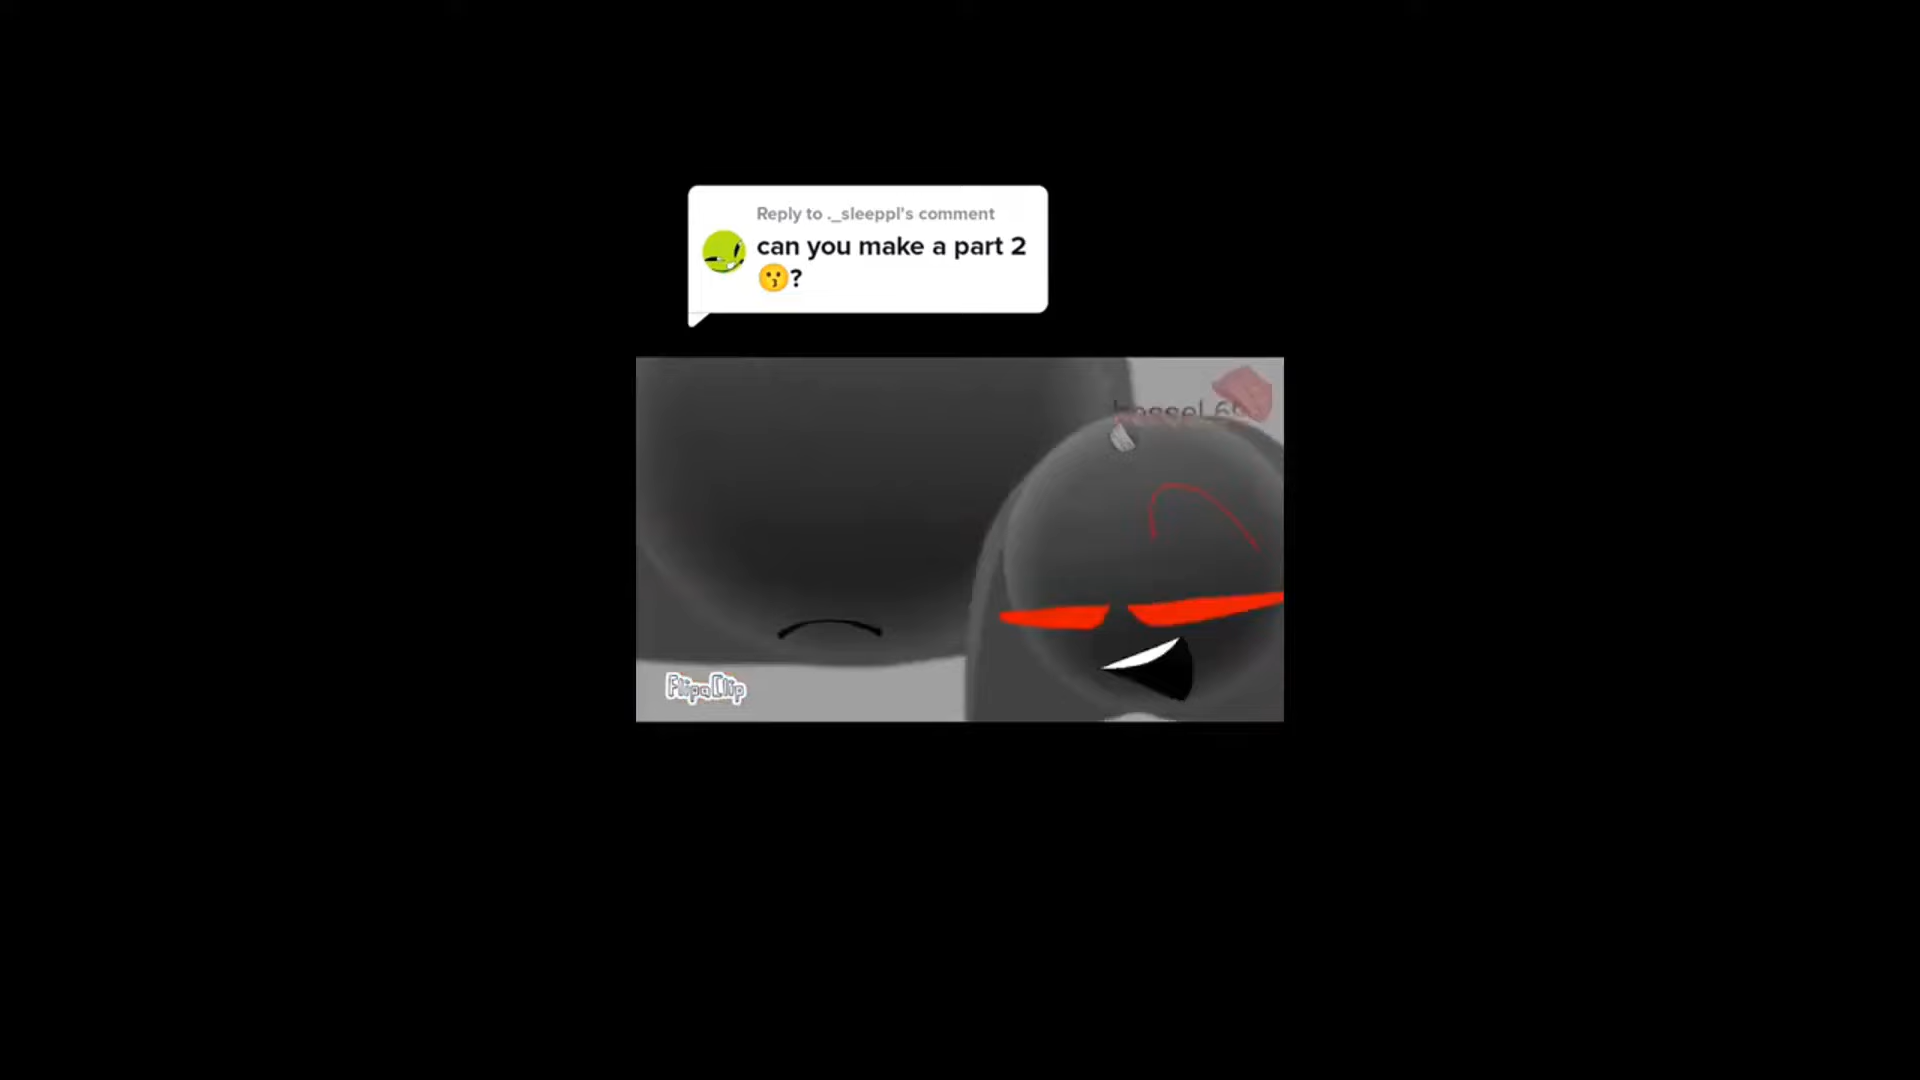 Reply to ._sleeppl's comment
can you make a part 2
😗?
FlipaClip